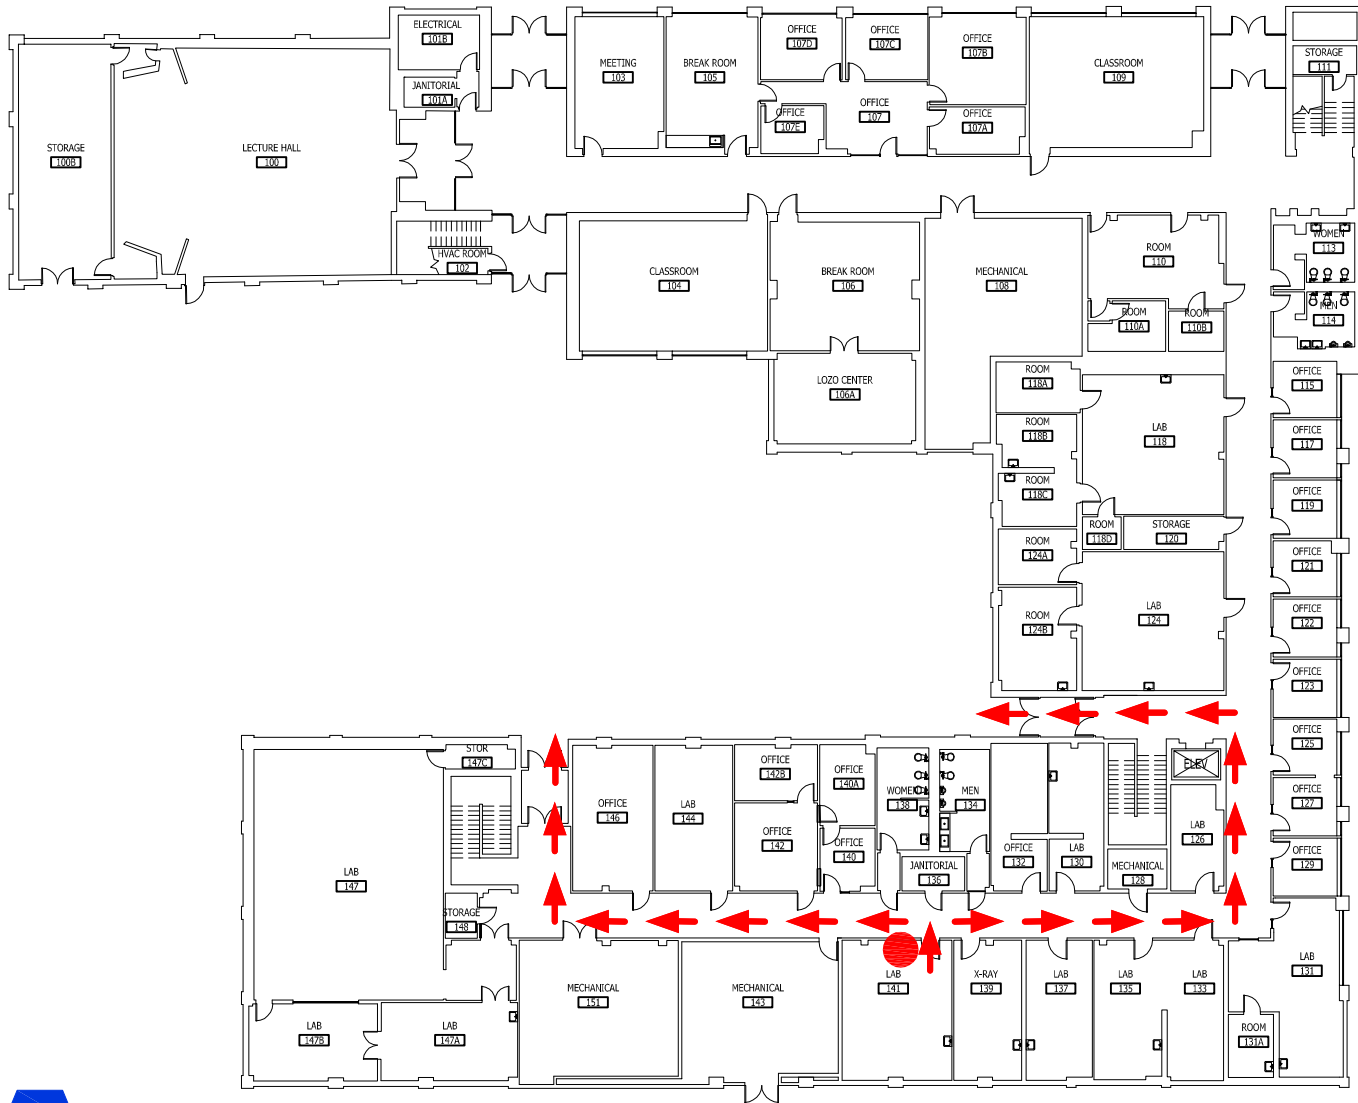 ELECTRICAL
101B
JANITORIAL
101A
STORAGE
100B
LECTURE HALL
100
HVAC ROOM
102
MEETING
103
BREAK ROOM
105
OFFICE
107D
OFFICE
107C
OFFICE
107B
OFFICE
107E
OFFICE
107
OFFICE
107A
CLASSROOM
109
STORAGE
111
CLASSROOM
104
BREAK ROOM
106
LOZO CENTER
106A
MECHANICAL
108
ROOM
110
ROOM
110A
ROOM
110B
WOMEN
113
MEN
114
ROOM
118A
ROOM
118B
ROOM
118C
LAB
118
ROOM
118D
STORAGE
120
ROOM
124A
ROOM
124B
LAB
124
OFFICE
115
OFFICE
117
OFFICE
119
OFFICE
121
OFFICE
122
OFFICE
123
OFFICE
125
OFFICE
127
OFFICE
129
STOR
147C
LAB
147
STORAGE
148
LAB
147B
LAB
147A
OFFICE
146
LAB
144
OFFICE
142B
OFFICE
142
OFFICE
140A
OFFICE
140
WOMEN
138
MEN
134
JANITORIAL
136
OFFICE
132
LAB
130
MECHANICAL
128
ELEV
LAB
126
MECHANICAL
151
MECHANICAL
143
LAB
141
X-RAY
139
LAB
137
LAB
135
LAB
133
LAB
131
ROOM
131A